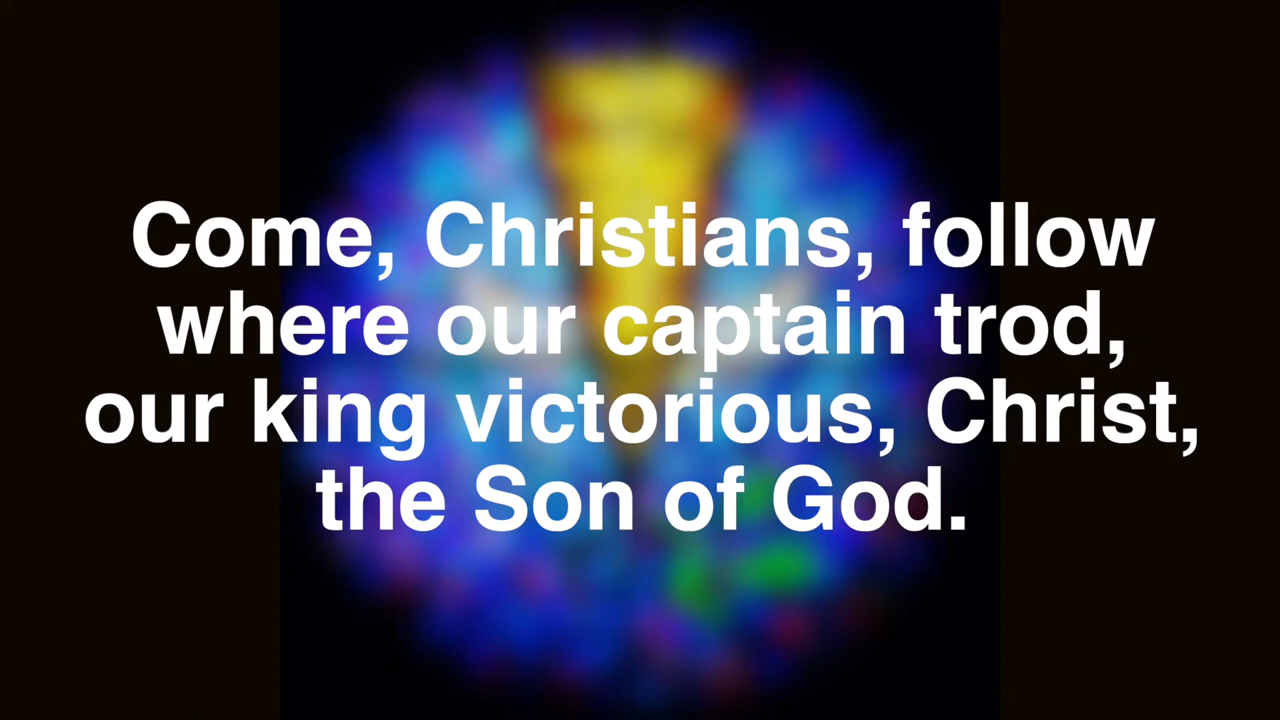 Come, Christians, follow
where our captain trod,
our king victorious, Christ,
the Son of God.